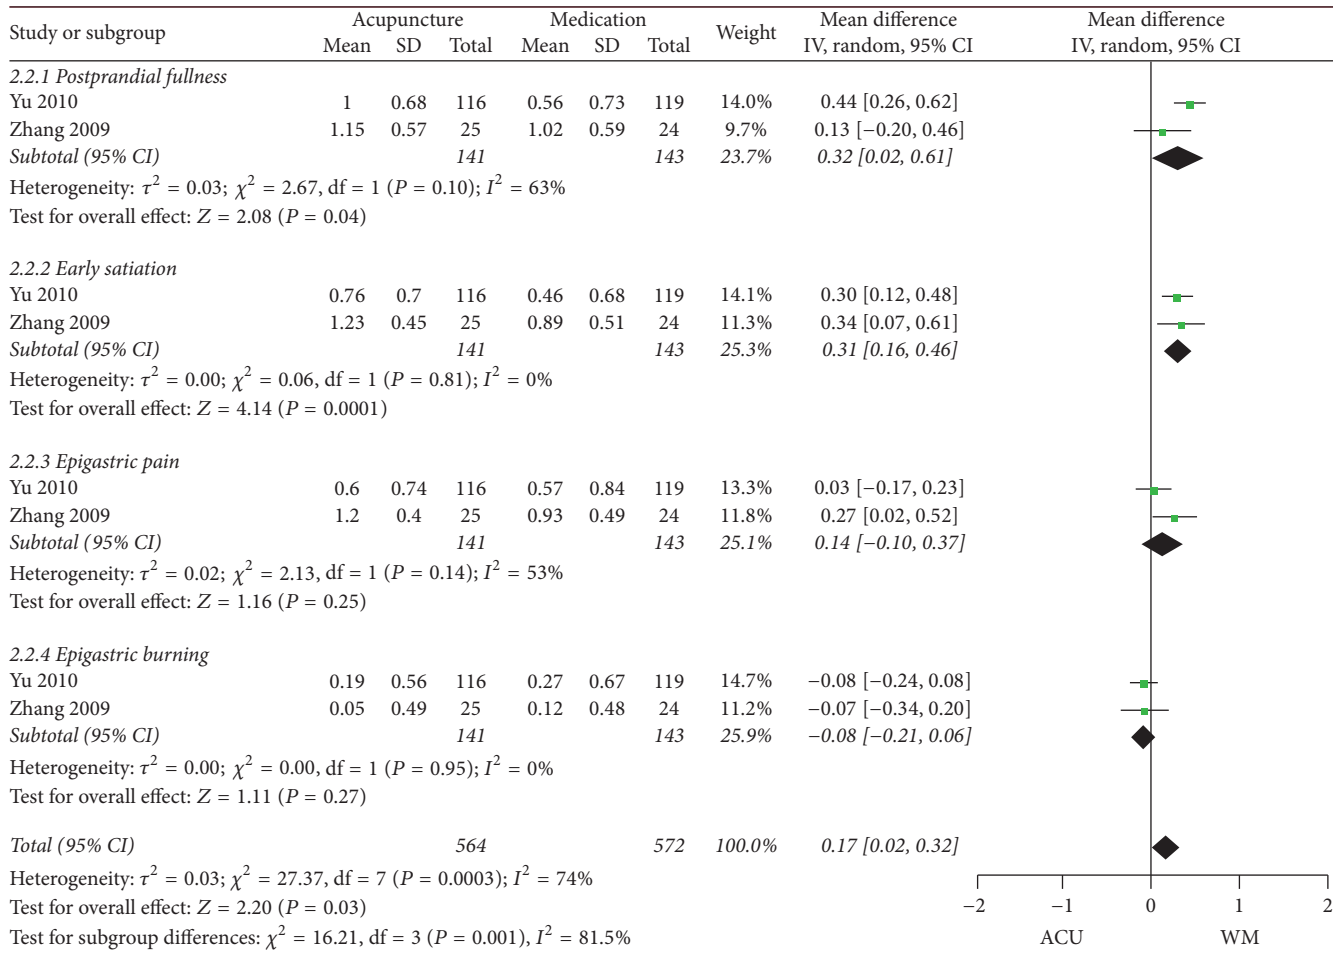 Study or subgroup Acupuncture Medication Weight Mean difference Mean difference
Mean SD Total Mean SD Total IV, random, 95% CI IV, random, 95% CI
2.2.1 Postprandial fullness
Yu 2010 1 0.68 116 0.56 0.73 119 14.0% 0.44 [0.26, 0.62]
Zhang 2009 1.15 0.57 25 1.02 0.59 24 9.7% 0.13 [−0.20, 0.46]
Subtotal (95% CI) 141 143 23.7% 0.32 [0.02, 0.61]
Heterogeneity: τ² = 0.03; χ² = 2.67, df = 1 (P = 0.10); I² = 63%
Test for overall effect: Z = 2.08 (P = 0.04)
2.2.2 Early satiation
Yu 2010 0.76 0.7 116 0.46 0.68 119 14.1% 0.30 [0.12, 0.48]
Zhang 2009 1.23 0.45 25 0.89 0.51 24 11.3% 0.34 [0.07, 0.61]
Subtotal (95% CI) 141 143 25.3% 0.31 [0.16, 0.46]
Heterogeneity: τ² = 0.00; χ² = 0.06, df = 1 (P = 0.81); I² = 0%
Test for overall effect: Z = 4.14 (P = 0.0001)
2.2.3 Epigastric pain
Yu 2010 0.6 0.74 116 0.57 0.84 119 13.3% 0.03 [−0.17, 0.23]
Zhang 2009 1.2 0.4 25 0.93 0.49 24 11.8% 0.27 [0.02, 0.52]
Subtotal (95% CI) 141 143 25.1% 0.14 [−0.10, 0.37]
Heterogeneity: τ² = 0.02; χ² = 2.13, df = 1 (P = 0.14); I² = 53%
Test for overall effect: Z = 1.16 (P = 0.25)
2.2.4 Epigastric burning
Yu 2010 0.19 0.56 116 0.27 0.67 119 14.7% −0.08 [−0.24, 0.08]
Zhang 2009 0.05 0.49 25 0.12 0.48 24 11.2% −0.07 [−0.34, 0.20]
Subtotal (95% CI) 141 143 25.9% −0.08 [−0.21, 0.06]
Heterogeneity: τ² = 0.00; χ² = 0.00, df = 1 (P = 0.95); I² = 0%
Test for overall effect: Z = 1.11 (P = 0.27)
Total (95% CI) 564 572 100.0% 0.17 [0.02, 0.32]
Heterogeneity: τ² = 0.03; χ² = 27.37, df = 7 (P = 0.0003); I² = 74%
Test for overall effect: Z = 2.20 (P = 0.03)
−2 −1 0 1 2
Test for subgroup differences: χ² = 16.21, df = 3 (P = 0.001), I² = 81.5%
ACU WM